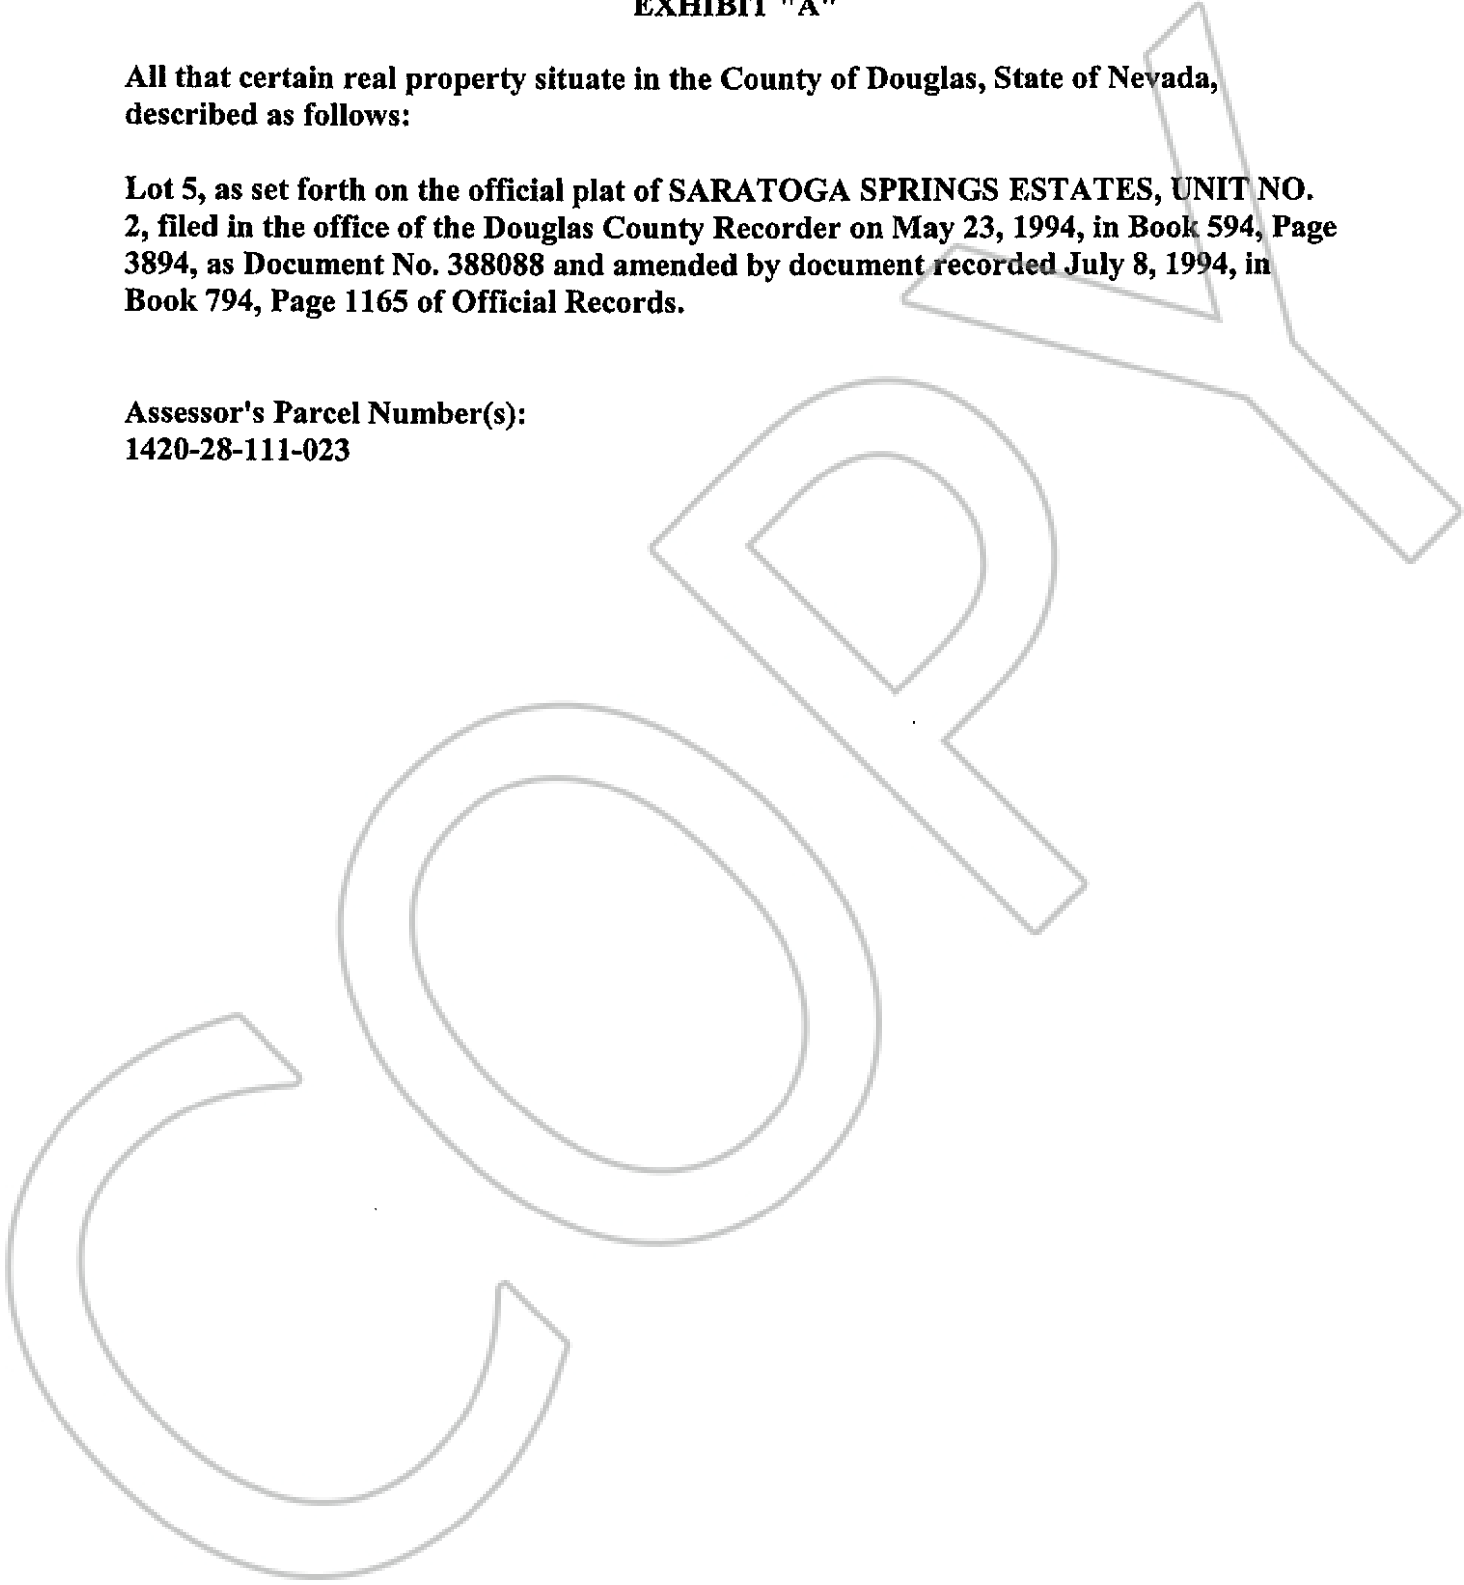 EXHIBIT "A"
All that certain real property situate in the County of Douglas, State of Nevada,
described as follows:
Lot 5, as set forth on the official plat of SARATOGA SPRINGS ESTATES, UNIT NO.
2, filed in the office of the Douglas County Recorder on May 23, 1994, in Book 594, Page
3894, as Document No. 388088 and amended by document recorded July 8, 1994, in
Book 794, Page 1165 of Official Records.
Assessor's Parcel Number(s):
1420-28-111-023
COPY